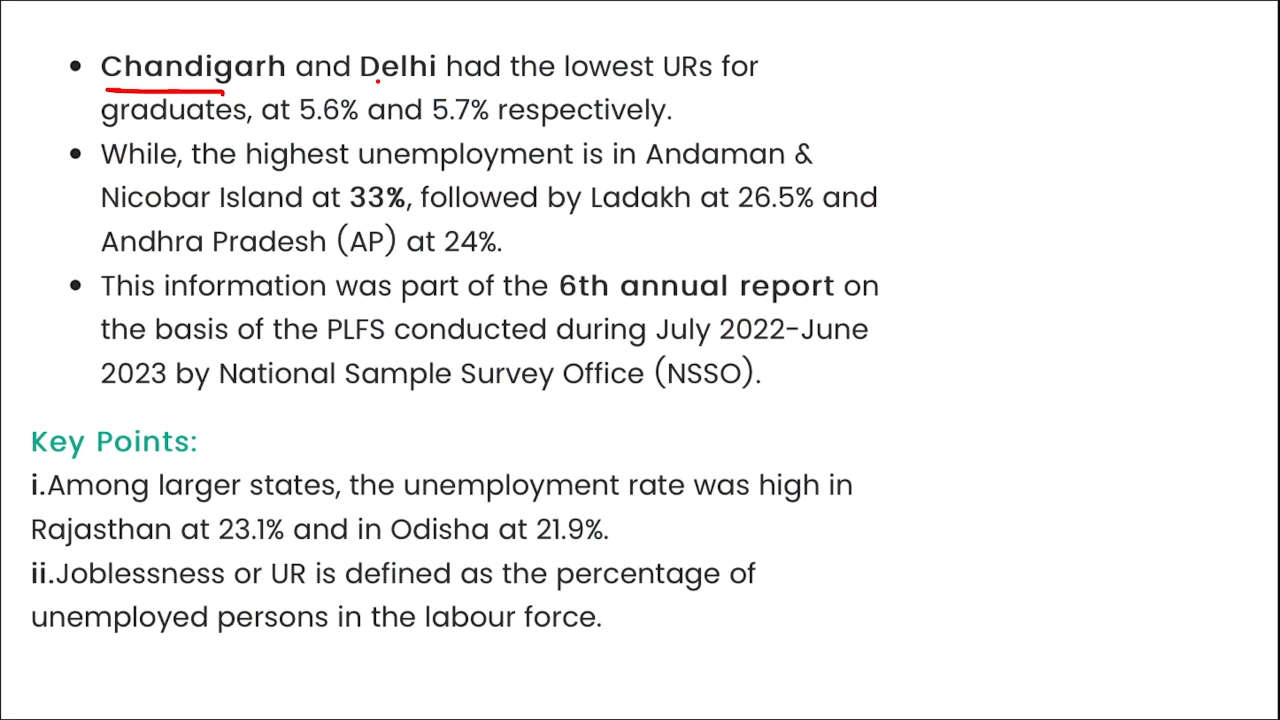 • Chandigarh and Delhi had the lowest URs for
graduates, at 5.6% and 5.7% respectively.
• While, the highest unemployment is in Andaman &
Nicobar Island at 33%, followed by Ladakh at 26.5% and
Andhra Pradesh (AP) at 24%.
• This information was part of the 6th annual report on
the basis of the PLFS conducted during July 2022-June
2023 by National Sample Survey Office (NSSO).
Key Points:
i.Among larger states, the unemployment rate was high in
Rajasthan at 23.1% and in Odisha at 21.9%.
ii.Joblessness or UR is defined as the percentage of
unemployed persons in the labour force.